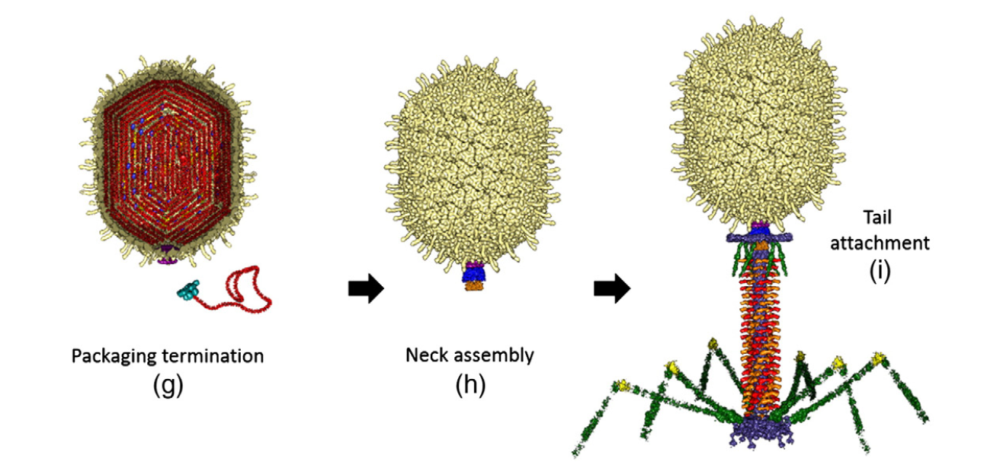 Packaging termination
(g)
Neck assembly
(h)
Tail
attachment
(i)